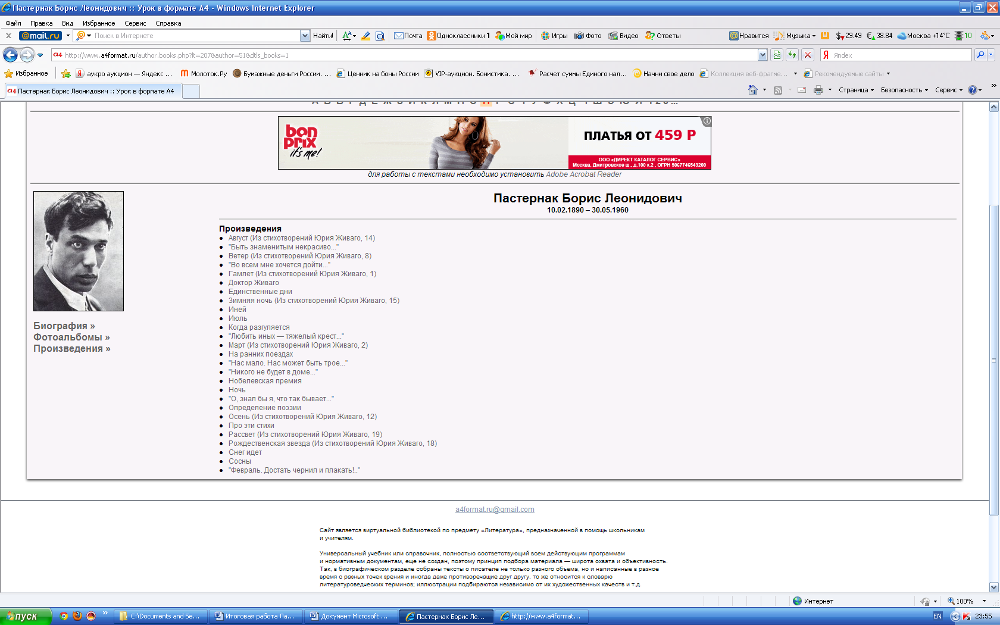 Пастернак Борис Леонидович :: Урок в формате А4 - Windows Internet Explorer
Файл Правка Вид Избранное Сервис Справка
@mail.ru Поиск в Интернете Найти! Почта Одноклассники 1 Мой мир Игры Фото Видео Ответы Нравится Музыка $ 29.49 € 38.84 Москва +14°C 10
a4 http://www.a4format.ru/author.books.php?lt=207&author=51&dtls_books=1 Я Яndex
Избранное аукро аукцион — Яндекс ... Молоток.Ру Бумажные деньги России. ... Ценник на боны России VIP-аукцион. Бонистика. ... Расчет суммы Единого нал... Начни свое дело Коллекция веб-фрагме... Рекомендуемые сайты
a4 Пастернак Борис Леонидович :: Урок в формате А4 Страница Безопасность Сервис
bon prix it's me! ПЛАТЬЯ ОТ 459 Р
ООО «ДИРЕКТ КАТАЛОГ СЕРВИС»
Москва, Дмитровское ш., д.100 к.2 , ОГРН 5067746543200
для работы с текстами необходимо установить Adobe Acrobat Reader
Пастернак Борис Леонидович
10.02.1890 – 30.05.1960
Биография »
Фотоальбомы »
Произведения »
Произведения
Август (Из стихотворений Юрия Живаго, 14)
"Быть знаменитым некрасиво..."
Ветер (Из стихотворений Юрия Живаго, 8)
"Во всем мне хочется дойти..."
Гамлет (Из стихотворений Юрия Живаго, 1)
Доктор Живаго
Единственные дни
Зимняя ночь (Из стихотворений Юрия Живаго, 15)
Иней
Июль
Когда разгуляется
"Любить иных — тяжелый крест..."
Март (Из стихотворений Юрия Живаго, 2)
На ранних поездах
"Нас мало. Нас может быть трое..."
"Никого не будет в доме..."
Нобелевская премия
Ночь
"О, знал бы я, что так бывает..."
Определение поэзии
Осень (Из стихотворений Юрия Живаго, 12)
Про эти стихи
Рассвет (Из стихотворений Юрия Живаго, 19)
Рождественская звезда (Из стихотворений Юрия Живаго, 18)
Снег идет
Сосны
"Февраль. Достать чернил и плакать!.."
a4format.ru@gmail.com
Сайт является виртуальной библиотекой по предмету «Литература», предназначенной в помощь школьникам
и учителям.
Универсальный учебник или справочник, полностью соответствующий всем действующим программам
и нормативным документам, еще не создан, поэтому принцип подбора материала — широта охвата и объективность.
Так, в биографическом разделе собраны тексты о писателе не только разного объема, но и написанные в разное
время с разных точек зрения и иногда даже противоречащие друг другу, то же относится к словарю
литературоведческих терминов; иллюстрации подбираются независимо от их художественных качеств и т.д.
Интернет 100%
пуск C:\Documents and Se... Итоговая работа Ла... Документ Microsoft ... Пастернак Борис Ле... http://www.a4format... EN 23:55